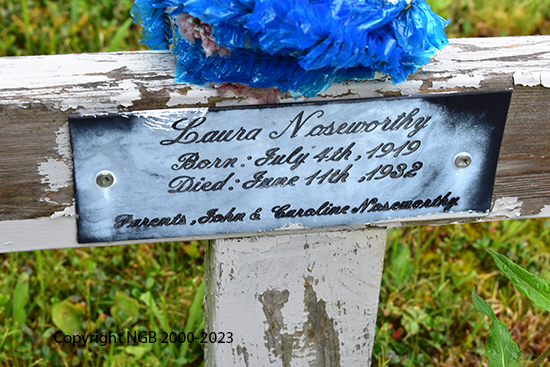 Laura Noseworthy
Born: July 4th, 1919
Died: June 11th, 1932
Parents, John & Caroline Noseworthy
Copyright NGB 2000-2023